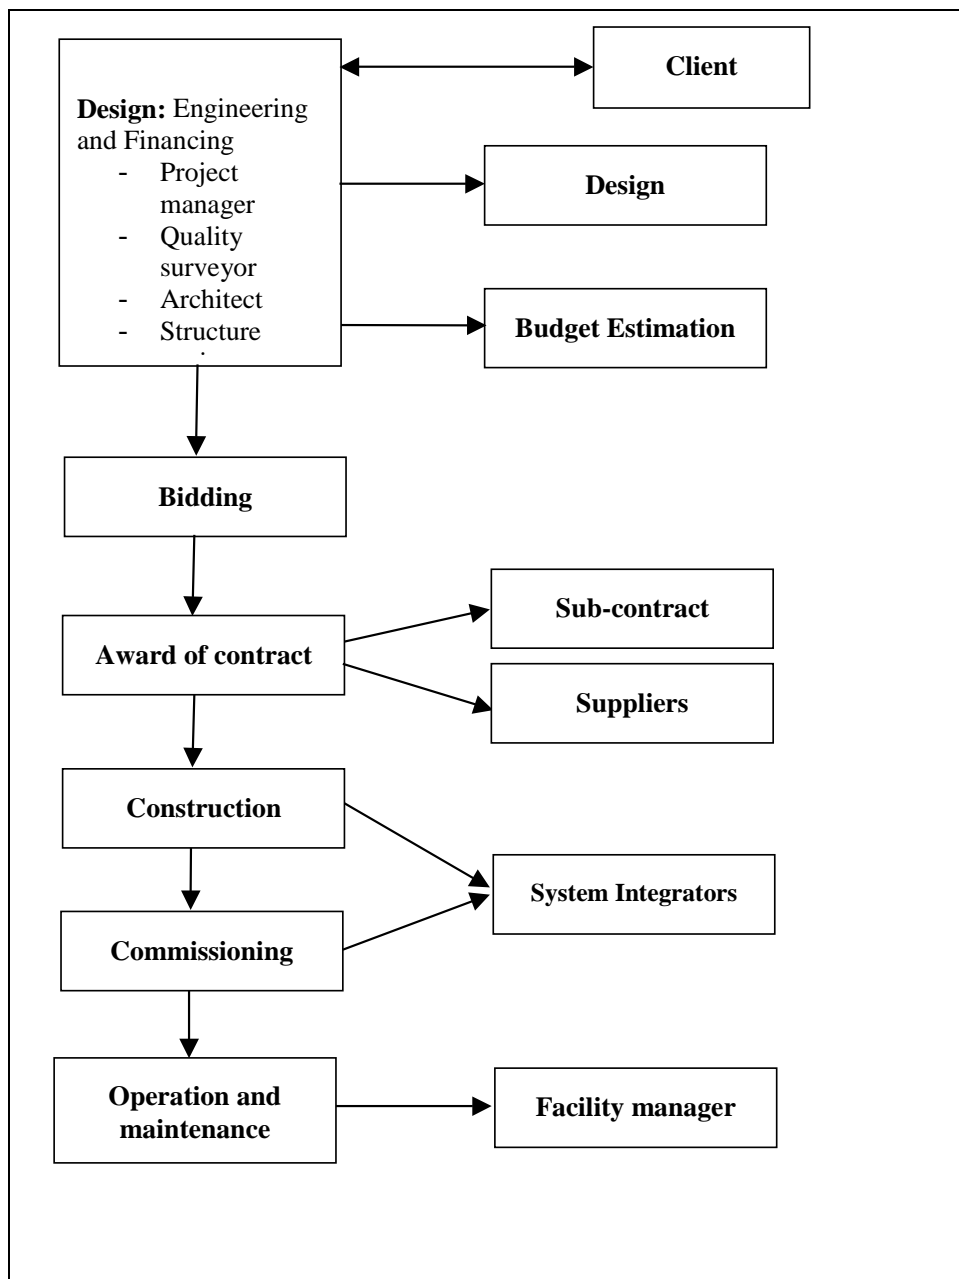 Client
Design: Engineering
and Financing
- Project
manager
- Quality
surveyor
- Architect
- Structure
Design
Budget Estimation
Bidding
Sub-contract
Award of contract
Suppliers
Construction
System Integrators
Commissioning
Operation and
maintenance
Facility manager